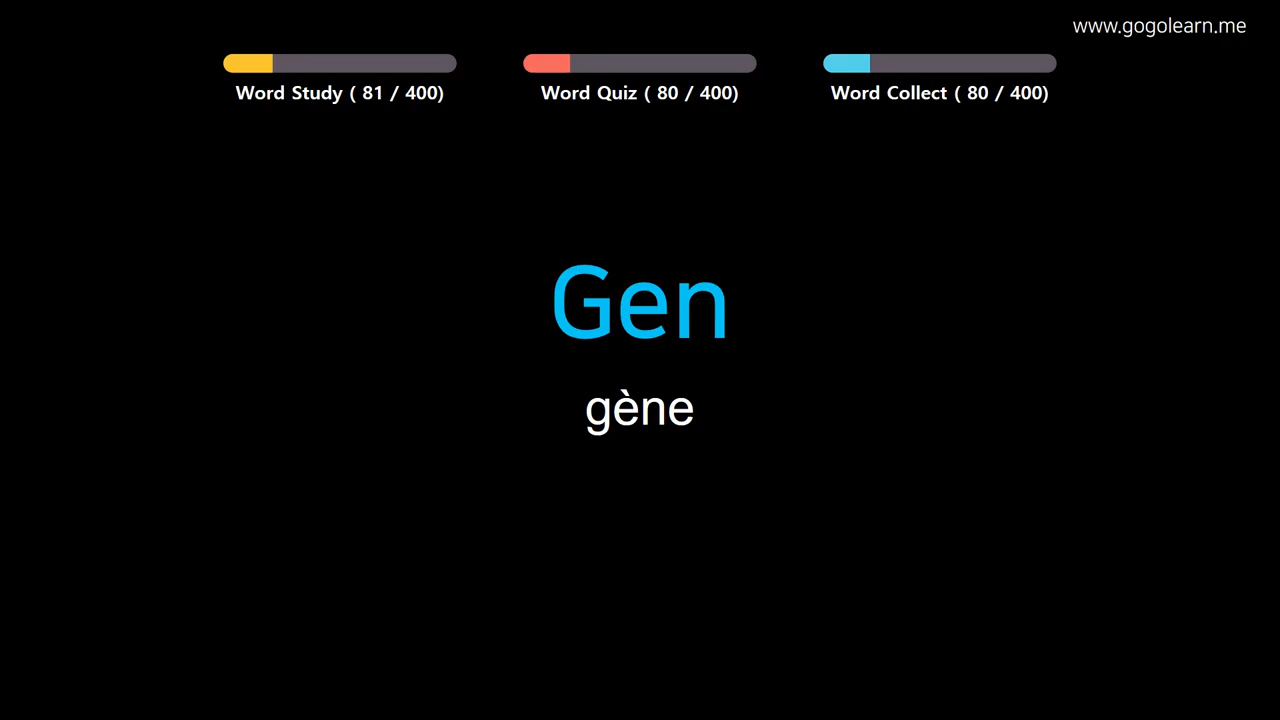 www.gogolearn.me
Word Study ( 81 / 400)
Word Quiz ( 80 / 400)
Word Collect ( 80 / 400)
Gen
gène